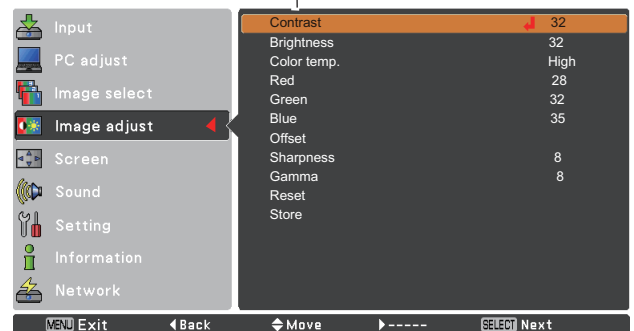 Input
PC adjust
Image select
Image adjust
Screen
Sound
Setting
Information
Network
Contrast 32
Brightness 32
Color temp. High
Red 28
Green 32
Blue 35
Offset
Sharpness 8
Gamma 8
Reset
Store
MENU Exit Back Move ----- SELECT Next